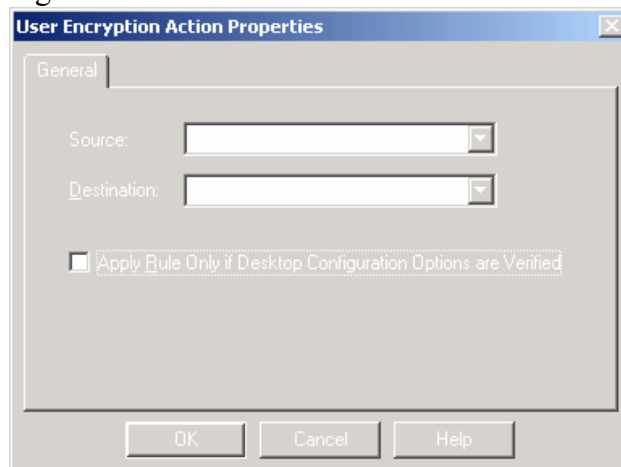 User Encryption Action Properties
General
Source:
Destination:
Apply Rule Only if Desktop Configuration Options are Verified
OK Cancel Help